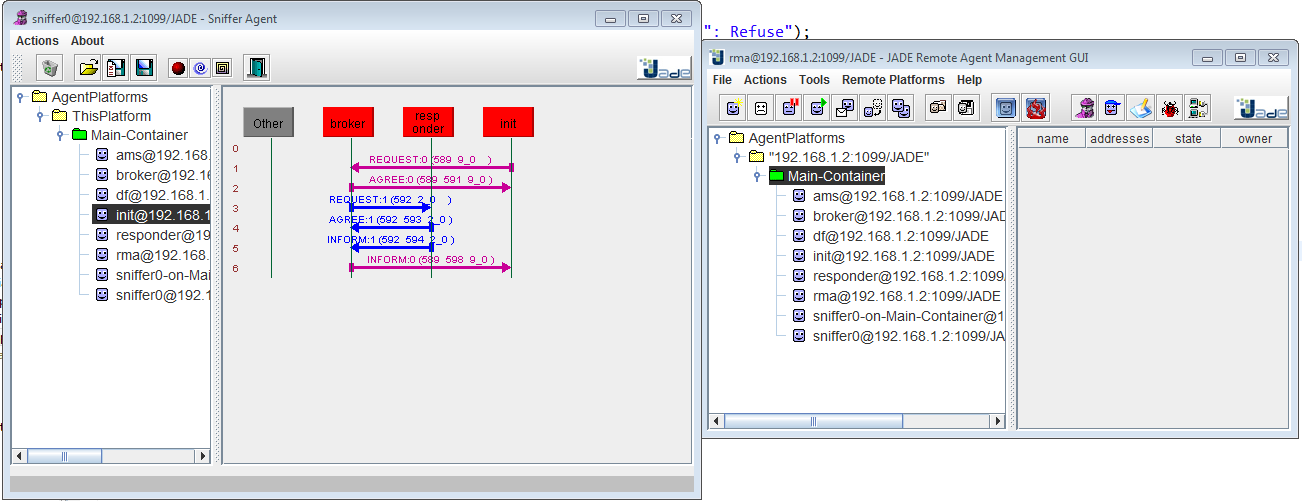 sniffer0@192.168.1.2:1099/JADE - Sniffer Agent
Actions About
Jade
AgentPlatforms
ThisPlatform
Main-Container
ams@192.168.
broker@192.16
df@192.168.1.
init@192.168.1
responder@19
rma@192.168.
sniffer0-on-Mai
sniffer0@192.1
Other
broker
resp
onder
init
0
1
2
3
4
5
6
REQUEST:0 (589 9_0 )
AGREE:0 (589 591 9_0 )
REQUEST:1 (592 2_0 )
AGREE:1 (592 593 2_0 )
INFORM:1 (592 594 2_0 )
INFORM:0 (589 598 9_0 )
": Refuse");
rma@192.168.1.2:1099/JADE - JADE Remote Agent Management GUI
File Actions Tools Remote Platforms Help
Jade
AgentPlatforms
"192.168.1.2:1099/JADE"
Main-Container
ams@192.168.1.2:1099/JADE
broker@192.168.1.2:1099/JAD
df@192.168.1.2:1099/JADE
init@192.168.1.2:1099/JADE
responder@192.168.1.2:1099/
rma@192.168.1.2:1099/JADE
sniffer0-on-Main-Container@1
sniffer0@192.168.1.2:1099/JA
name addresses state owner